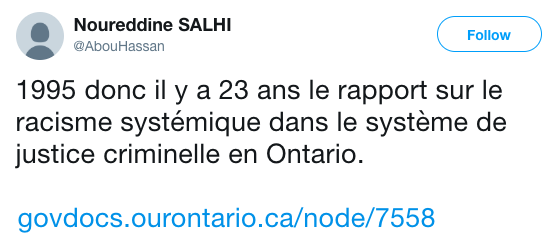 Noureddine SALHI
@AbouHassan
Follow
1995 donc il y a 23 ans le rapport sur le
racisme systémique dans le système de
justice criminelle en Ontario.
govdocs.ourontario.ca/node/7558